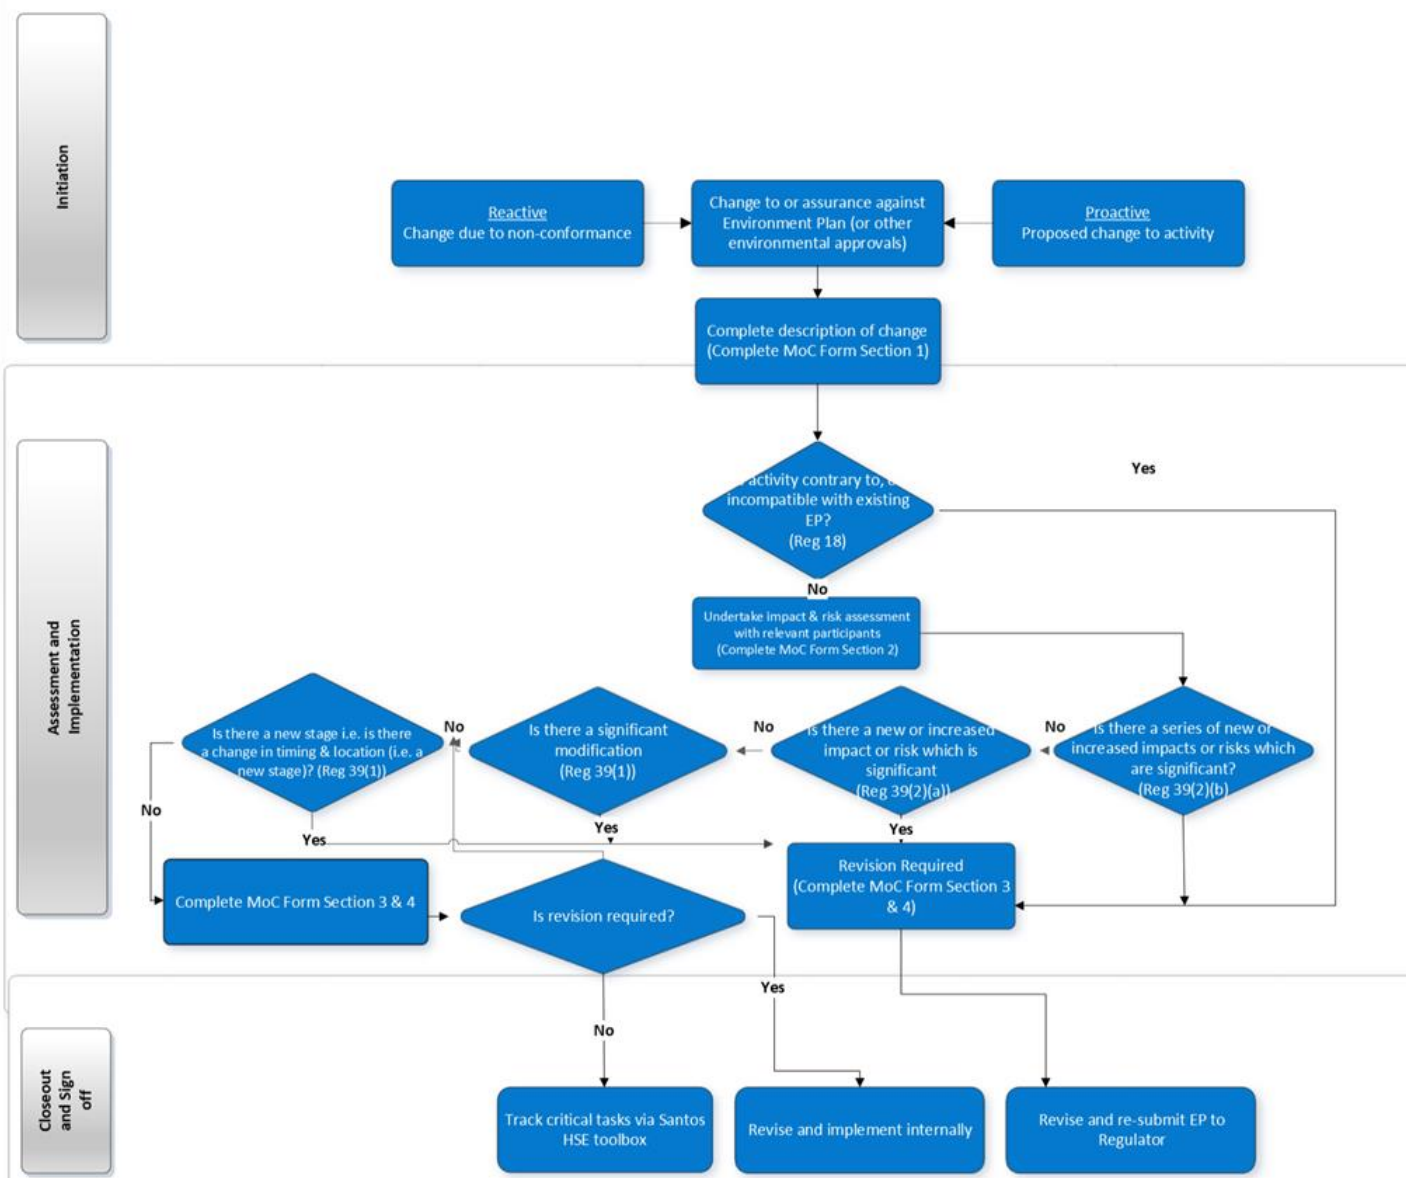 Initiation
Reactive
Change due to non-conformance
Change to or assurance against
Environment Plan (or other
environmental approvals)
Proactive
Proposed change to activity
Complete description of change
(Complete MoC Form Section 1)
Assessment and
Implementation
activity contrary to,
incompatible with existing
EP?
(Reg 18)
Yes
No
Undertake impact & risk assessment
with relevant participants
(Complete MoC Form Section 2)
Is there a series of new or
increased impacts or risks which
are significant?
(Reg 39(2)(b)
No
Is there a new or increased
impact or risk which is
significant
(Reg 39(2)(a))
No
Is there a significant
modification
(Reg 39(1))
No
Is there a new stage i.e. is there
a change in timing & location (i.e. a
new stage)? (Reg 39(1))
No
Yes
Yes
Yes
Complete MoC Form Section 3 & 4
Is revision required?
Revision Required
(Complete MoC Form Section 3
& 4)
Yes
No
Closeout
and Sign
off
Track critical tasks via Santos
HSE toolbox
Revise and implement internally
Revise and re-submit EP to
Regulator